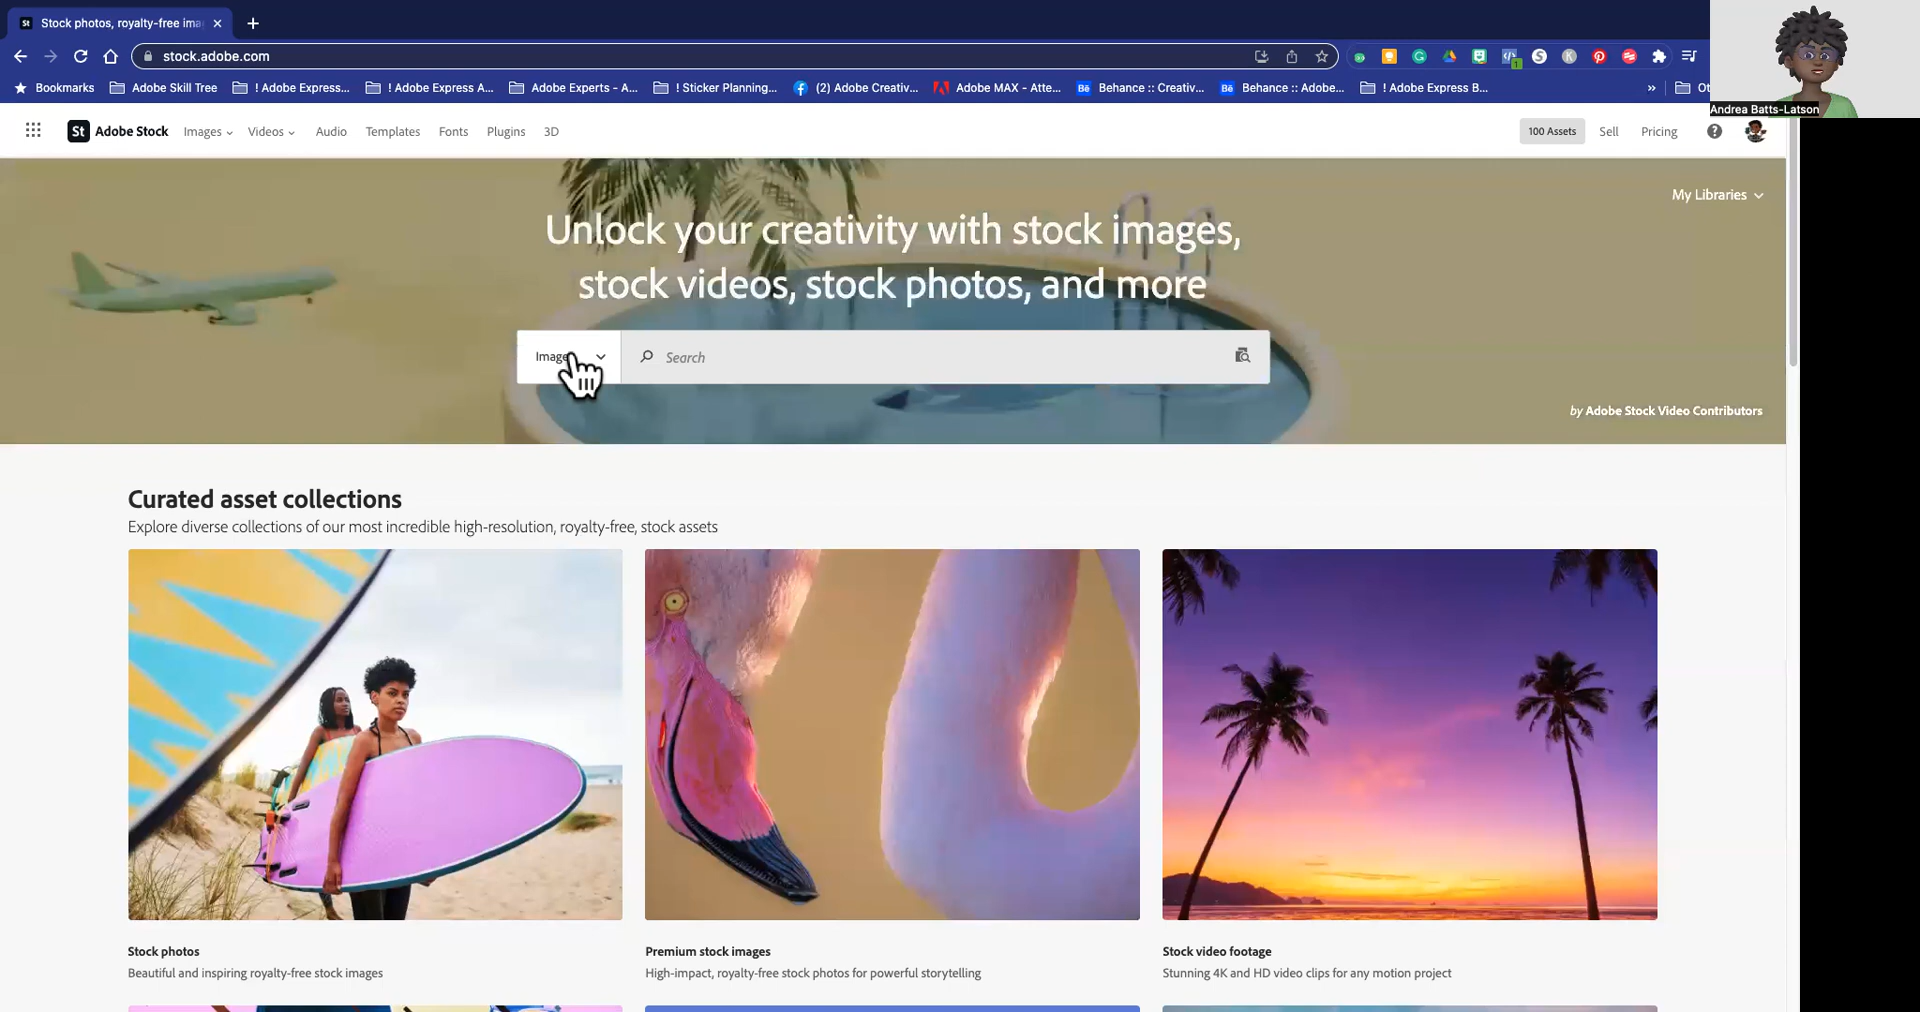 St Stock photos, royalty-free ima
stock.adobe.com
Bookmarks Adobe Skill Tree ! Adobe Express... ! Adobe Express A... Adobe Experts - A... ! Sticker Planning... (2) Adobe Creativ... Adobe MAX - Atte... Bē Behance :: Creativ... Bē Behance :: Adobe... ! Adobe Express B... » Ot
Andrea Batts-Latson
St Adobe Stock Images Videos Audio Templates Fonts Plugins 3D 100 Assets Sell Pricing
My Libraries
Unlock your creativity with stock images,
stock videos, stock photos, and more
Search
by Adobe Stock Video Contributors
Curated asset collections
Explore diverse collections of our most incredible high-resolution, royalty-free, stock assets
Stock photos
Beautiful and inspiring royalty-free stock images
Premium stock images
High-impact, royalty-free stock photos for powerful storytelling
Stock video footage
Stunning 4K and HD video clips for any motion project